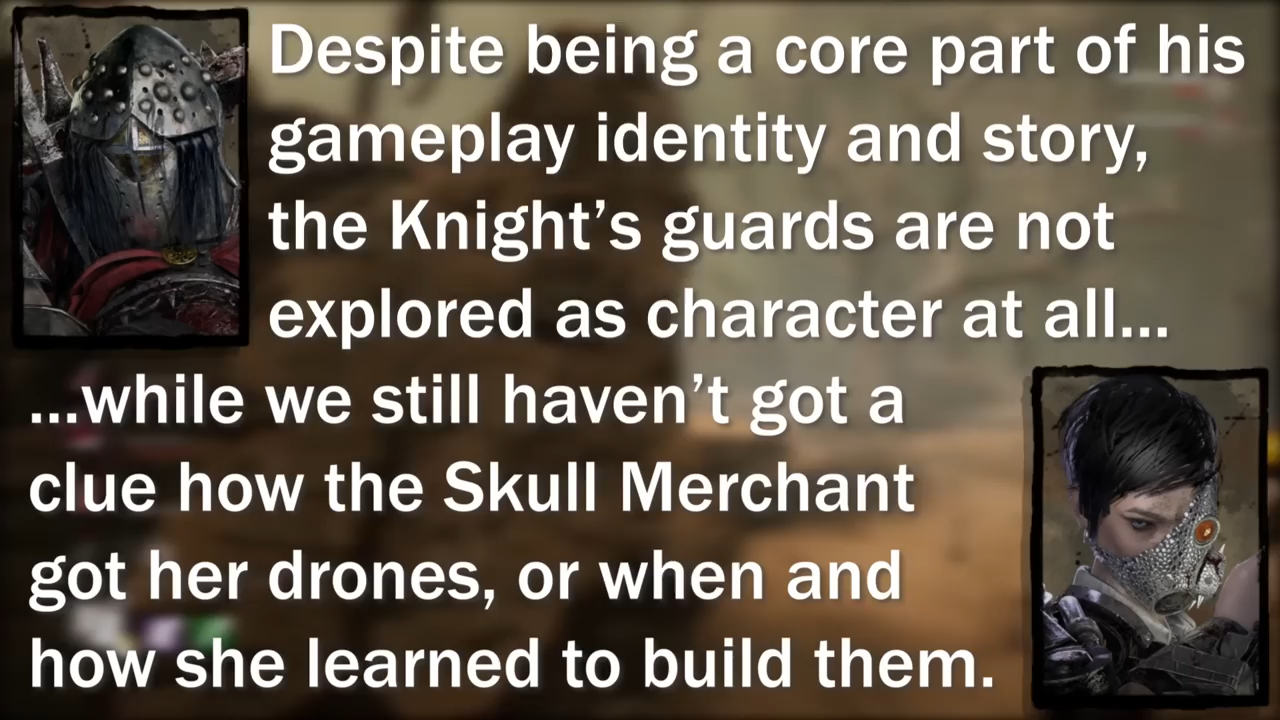 Despite being a core part of his
gameplay identity and story,
the Knight’s guards are not
explored as character at all...
...while we still haven’t got a
clue how the Skull Merchant
got her drones, or when and
how she learned to build them.